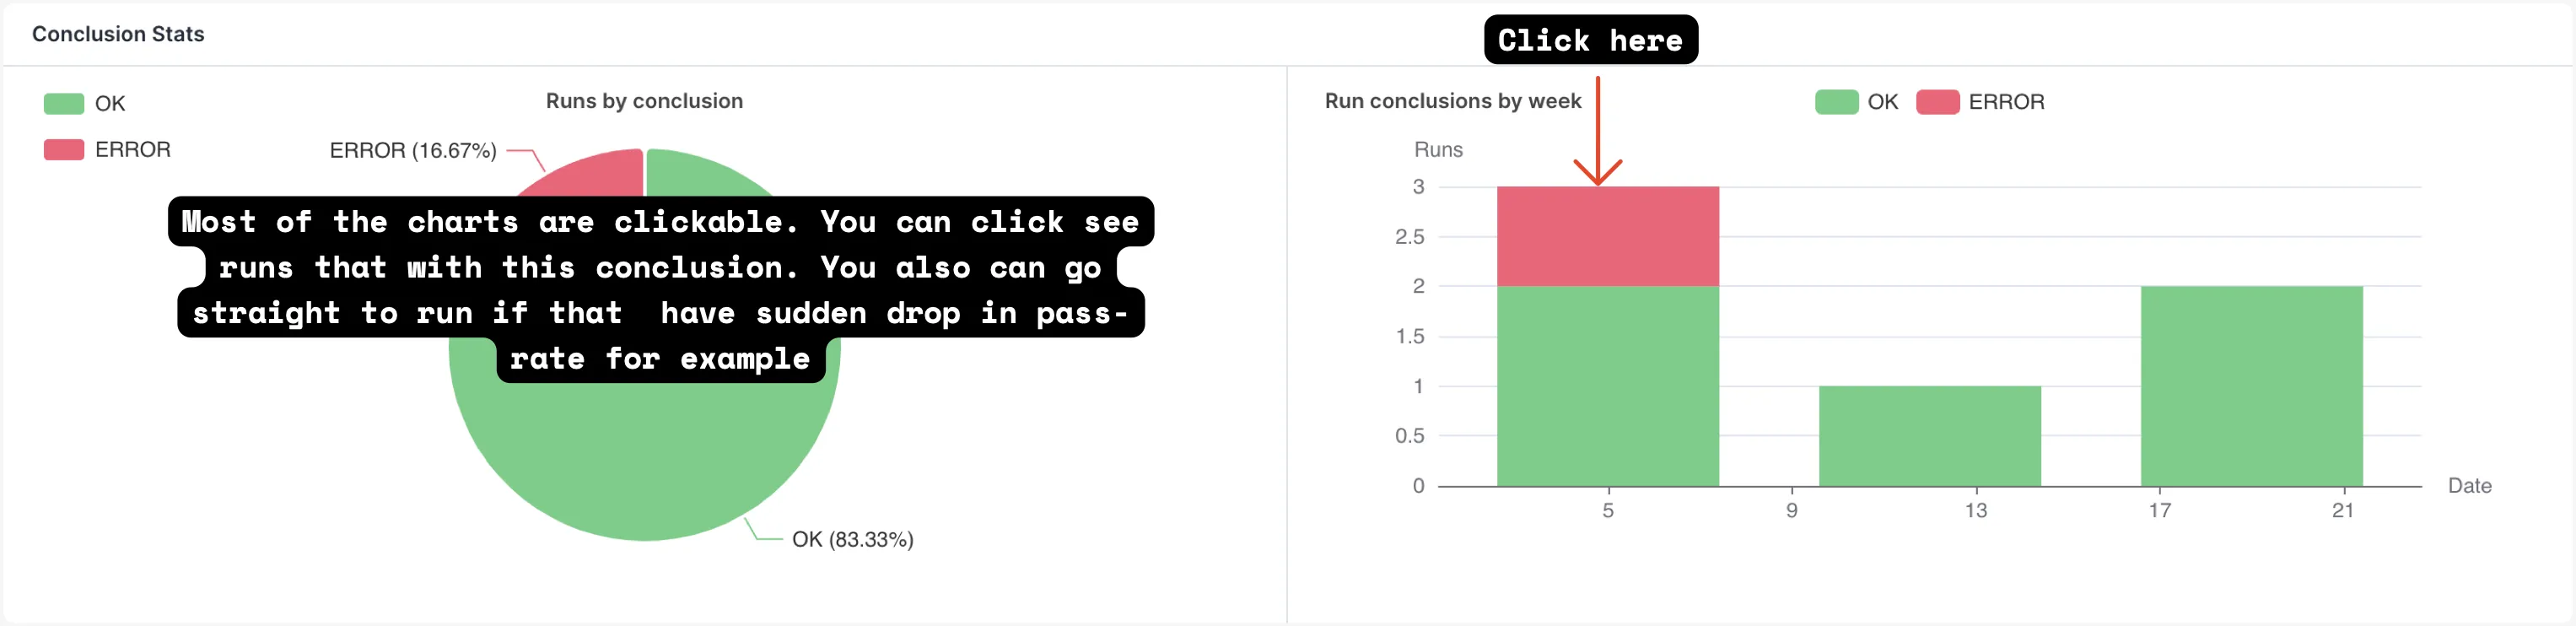 Conclusion Stats
Click here
OK
ERROR
Runs by conclusion
ERROR (16.67%)
Most of the charts are clickable. You can click see
runs that with this conclusion. You also can go
straight to run if that  have sudden drop in pass-
rate for example
OK (83.33%)
Run conclusions by week
OK
ERROR
Runs
3
2.5
2
1.5
1
0.5
0
5
9
13
17
21
Date